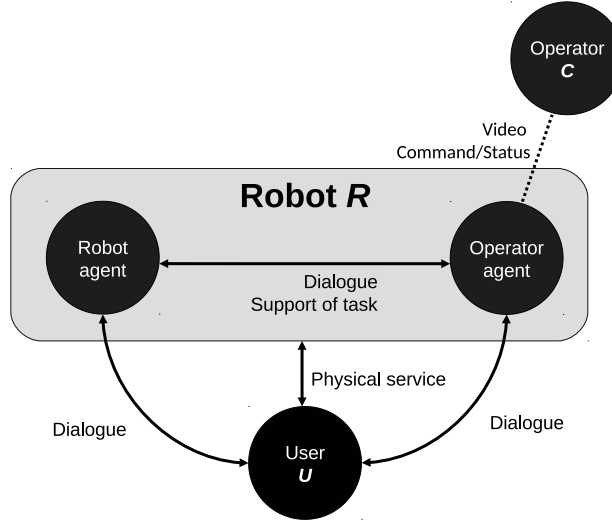 Operator
C
Video
Command/Status
Robot R
Robot
agent
Operator
agent
Dialogue
Support of task
Physical service
Dialogue
Dialogue
User
U